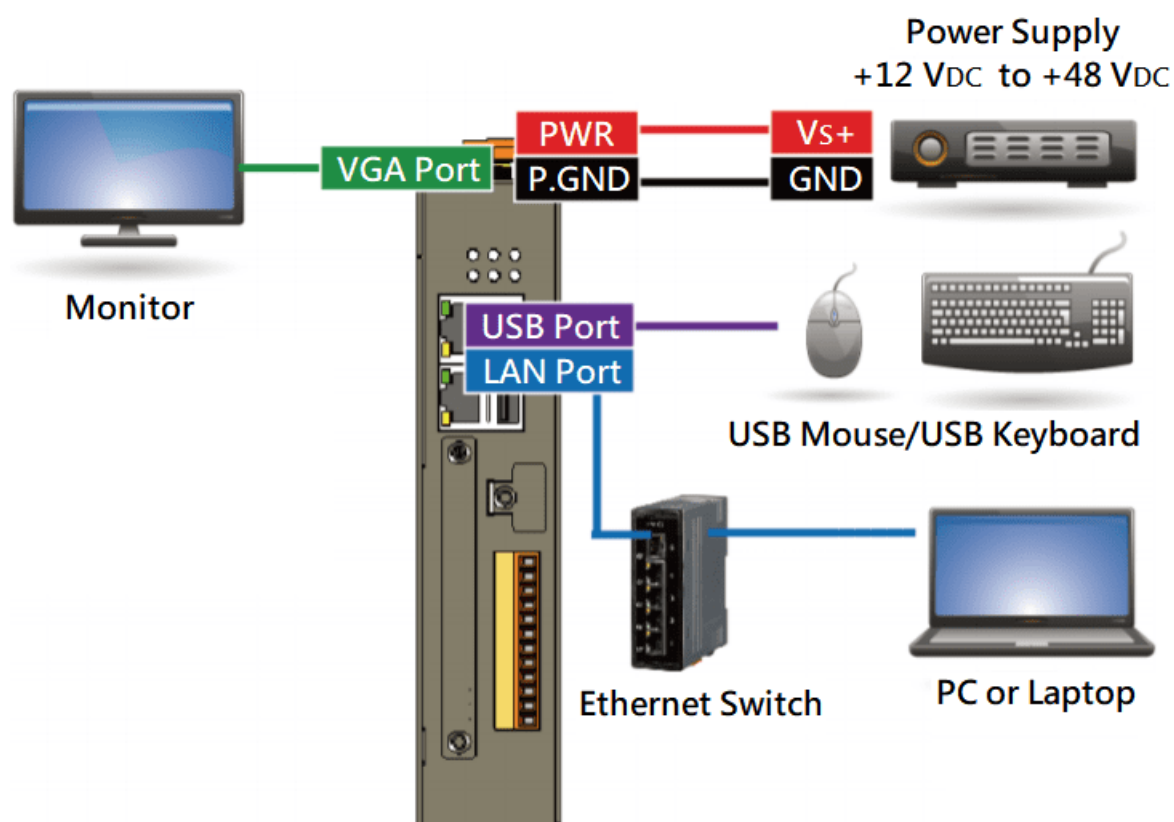 Power Supply
+12 VDC to +48 VDC
PWR
Vs+
VGA Port
P.GND
GND
Monitor
USB Port
LAN Port
USB Mouse/USB Keyboard
Ethernet Switch
PC or Laptop